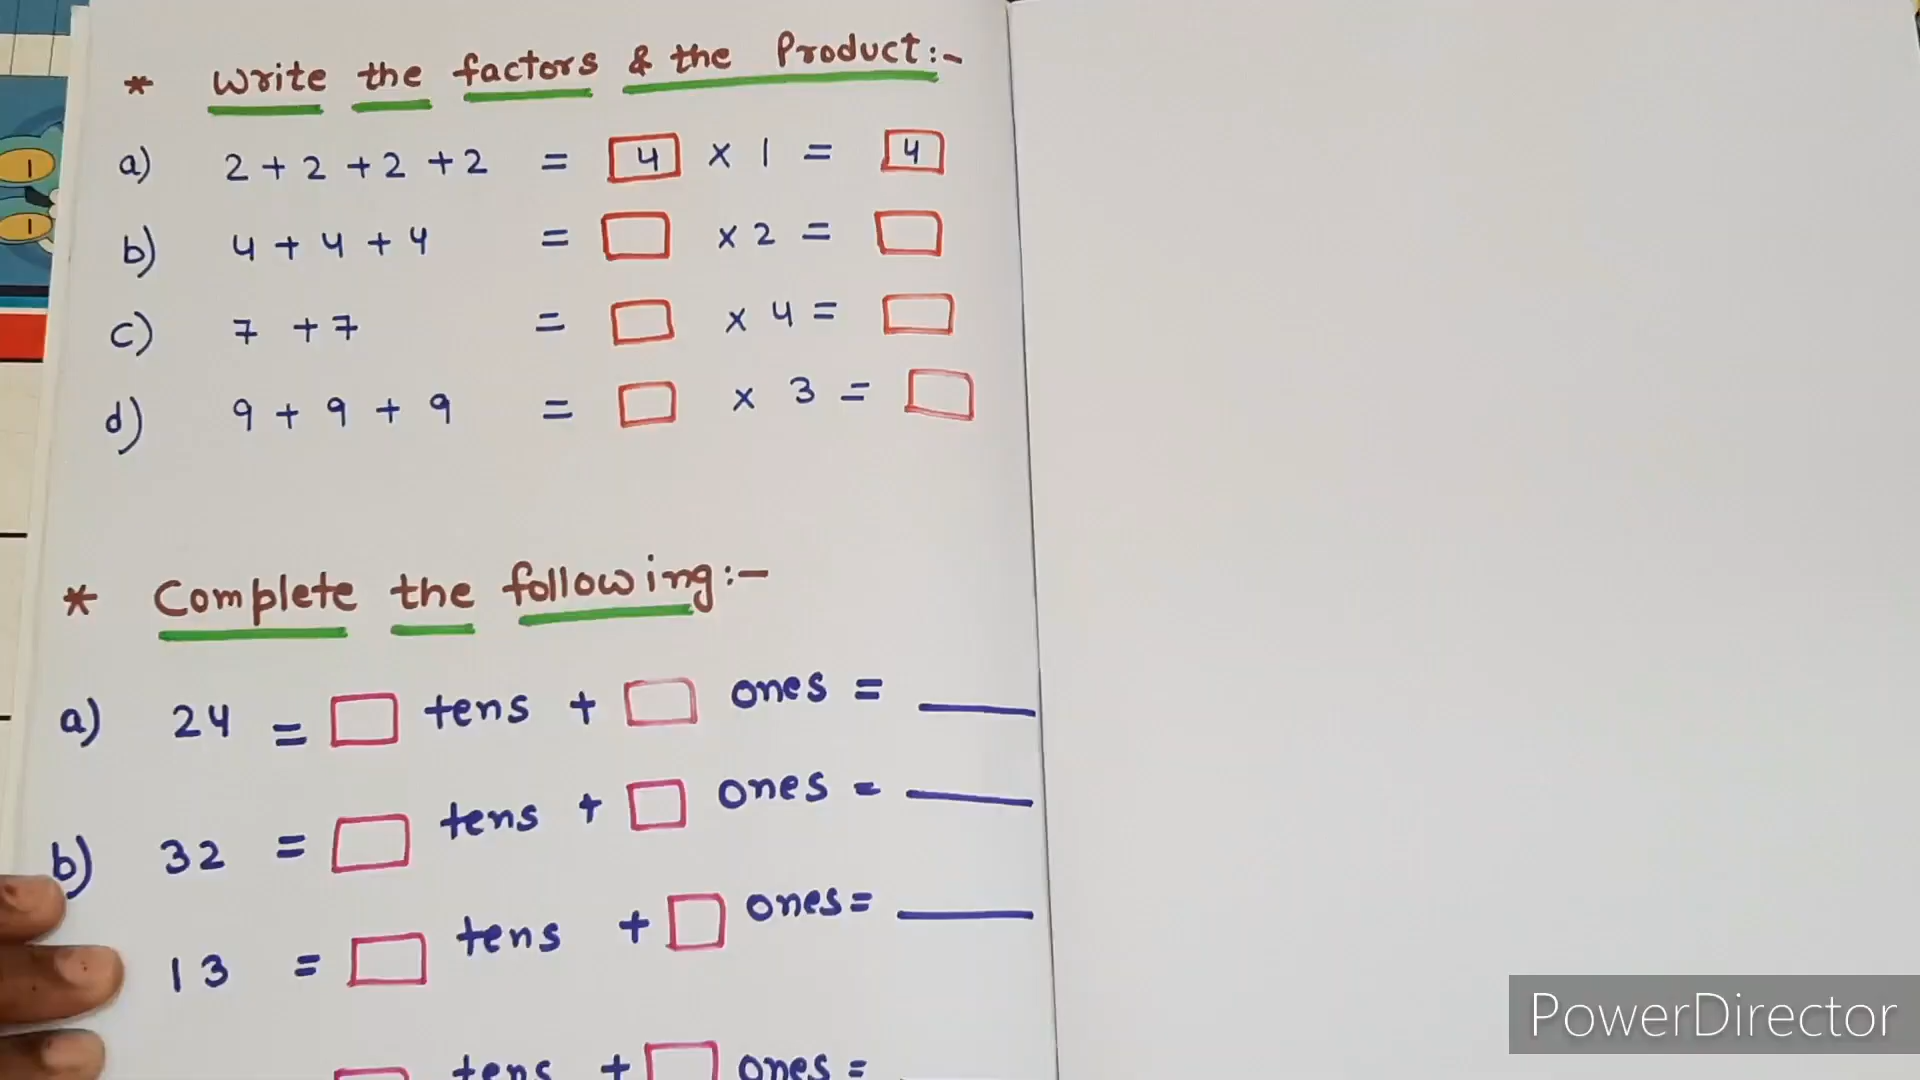 * Write the factors & the Product:-
a) 2 + 2 + 2 + 2 = 4 × 1 = 4
b) 4 + 4 + 4 = × 2 =
c) 7 + 7 = × 4 =
d) 9 + 9 + 9 = × 3 =
* Complete the following:-
a) 24 = tens + ones =
b) 32 = tens + ones =
13 = tens + ones =
tens + ones =
PowerDirector